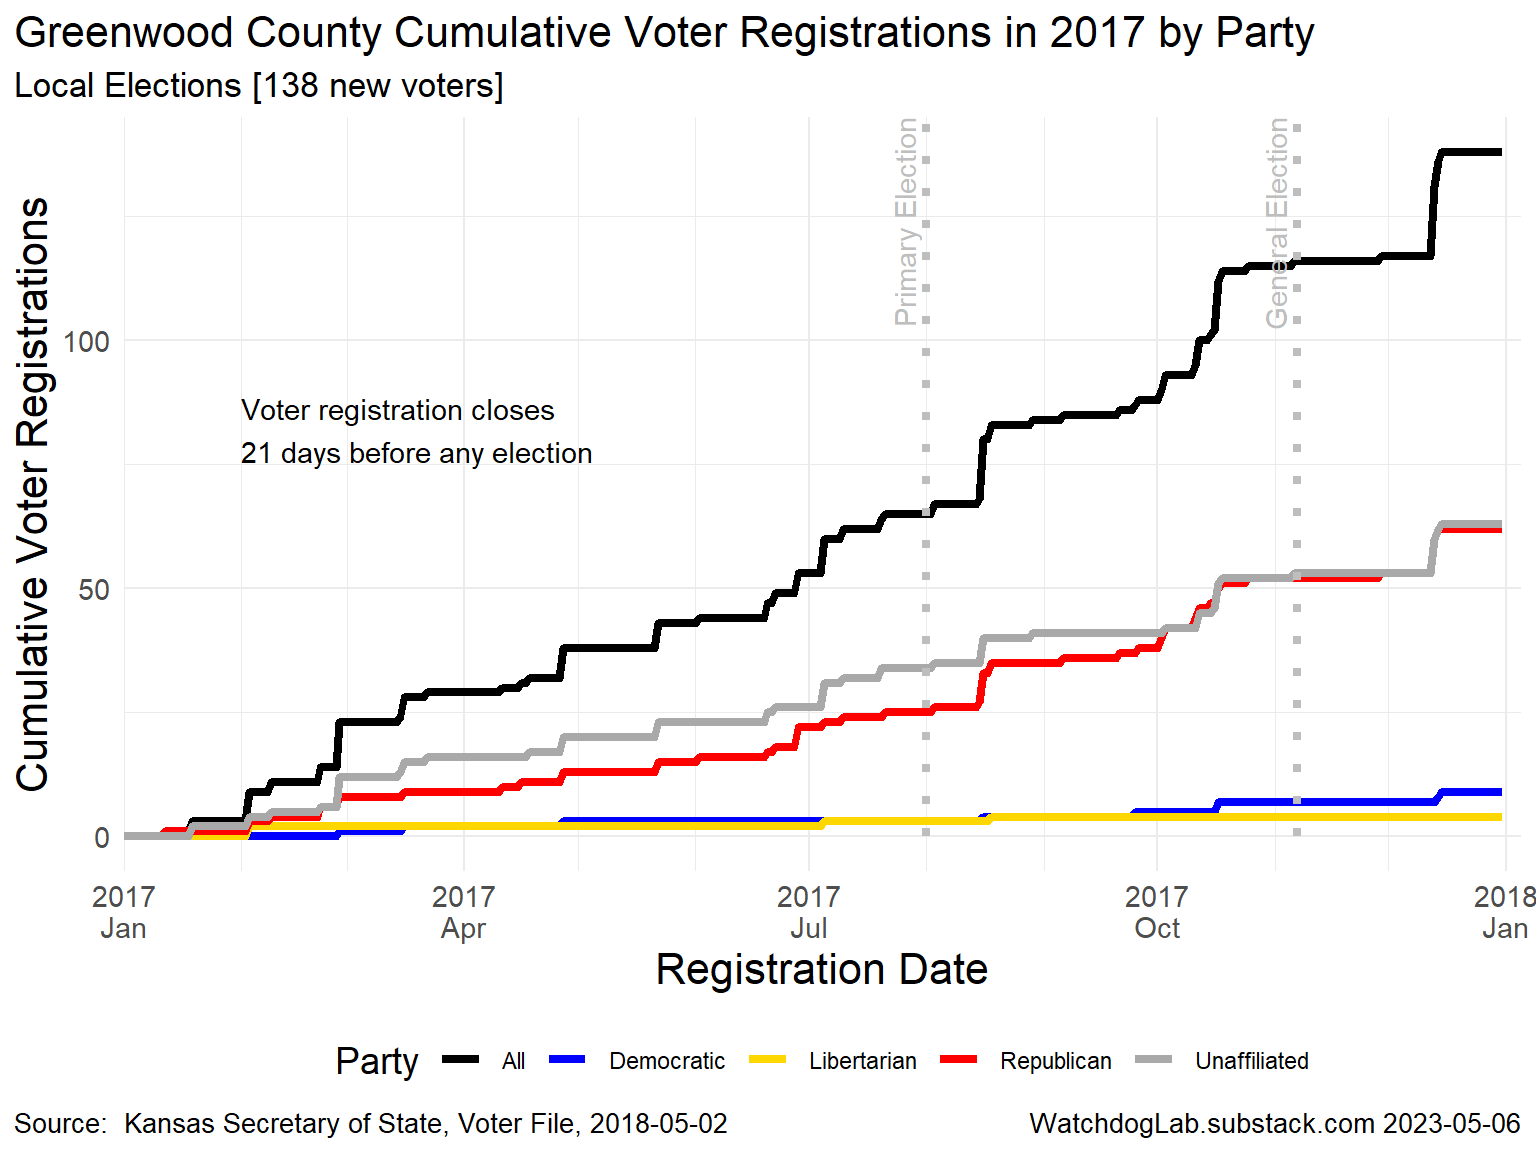 Greenwood County Cumulative Voter Registrations in 2017 by Party
Local Elections [138 new voters]
Cumulative Voter Registrations
100
50
0
Primary Election
General Election
Voter registration closes
21 days before any election
2017
Jan
2017
Apr
2017
Jul
2017
Oct
2018
Jan
Registration Date
Party
All
Democratic
Libertarian
Republican
Unaffiliated
Source:  Kansas Secretary of State, Voter File, 2018-05-02
WatchdogLab.substack.com 2023-05-06